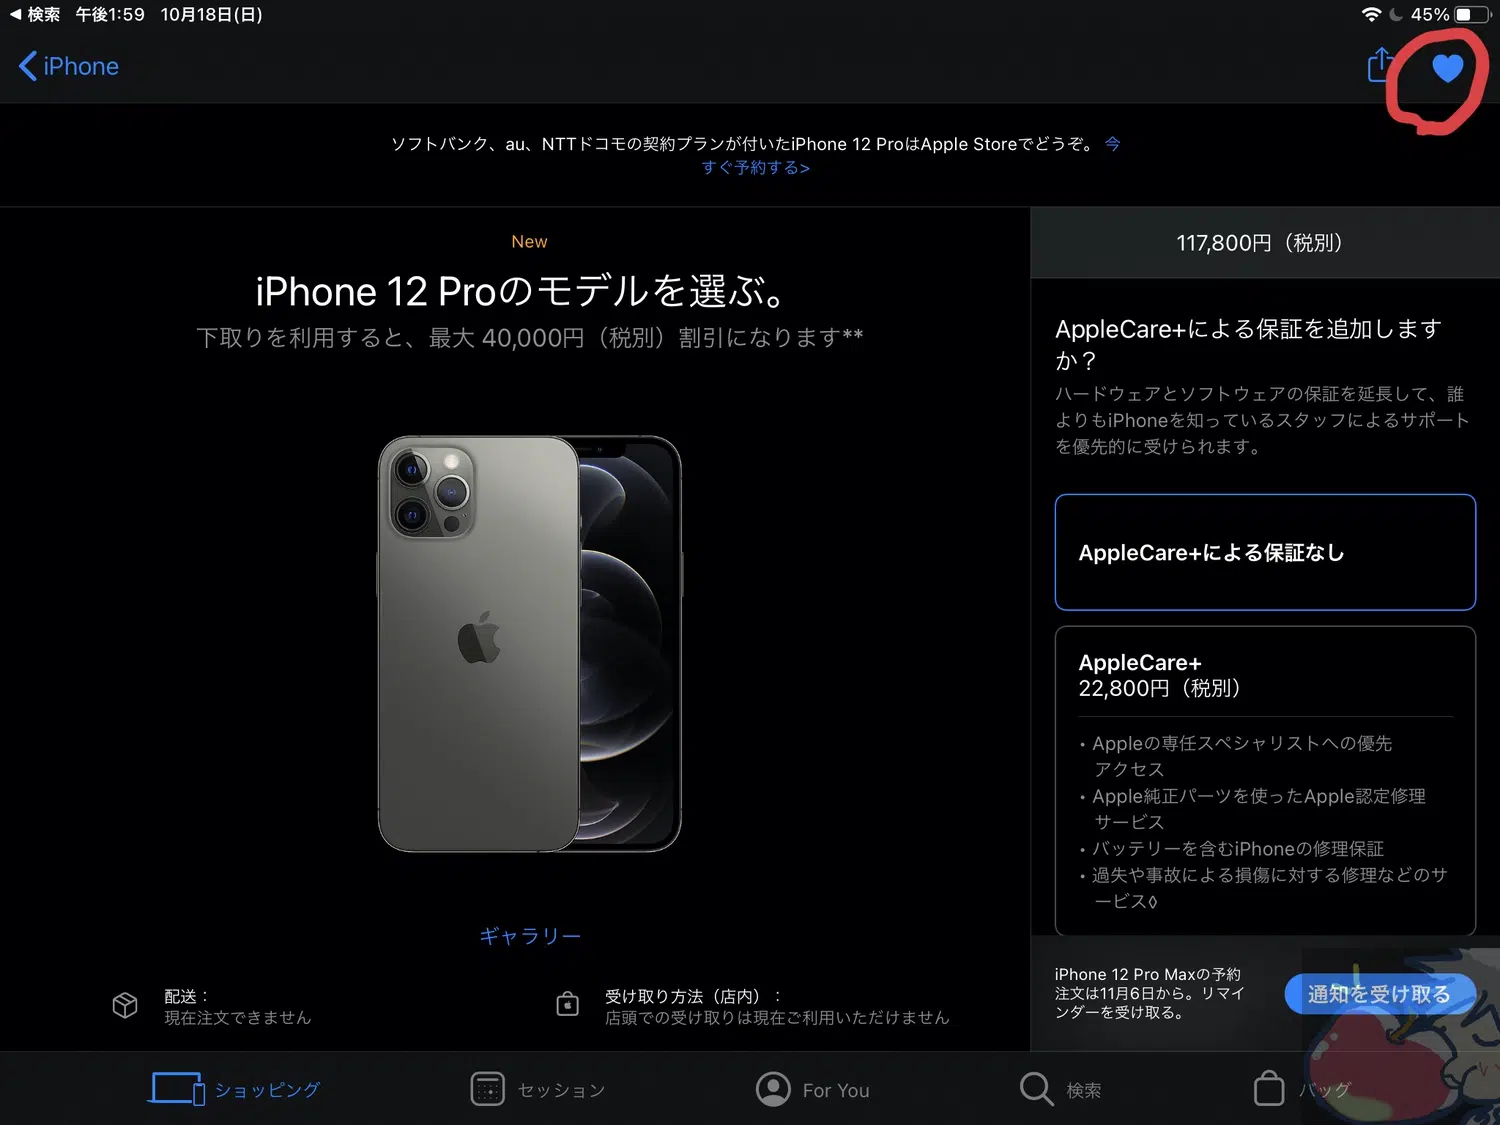 ◀ 検索 午後1:59 10月18日(日)
45%
iPhone
ソフトバンク、au、NTTドコモの契約プランが付いたiPhone 12 ProはApple Storeでどうぞ。 今
すぐ予約する>
New
iPhone 12 Proのモデルを選ぶ。
下取りを利用すると、最大 40,000円（税別）割引になります**
ギャラリー
配送：
現在注文できません
受け取り方法（店内）：
店頭での受け取りは現在ご利用いただけません
117,800円（税別）
AppleCare+による保証を追加します
か？
ハードウェアとソフトウェアの保証を延長して、誰
よりもiPhoneを知っているスタッフによるサポート
を優先的に受けられます。
AppleCare+による保証なし
AppleCare+
22,800円（税別）
• Appleの専任スペシャリストへの優先
アクセス
• Apple純正パーツを使ったApple認定修理
サービス
• バッテリーを含むiPhoneの修理保証
• 過失や事故による損傷に対する修理などのサ
ービス◊
iPhone 12 Pro Maxの予約
注文は11月6日から。リマイ
ンダーを受け取る。
通知を受け取る
ショッピング
セッション
For You
検索
バッグ